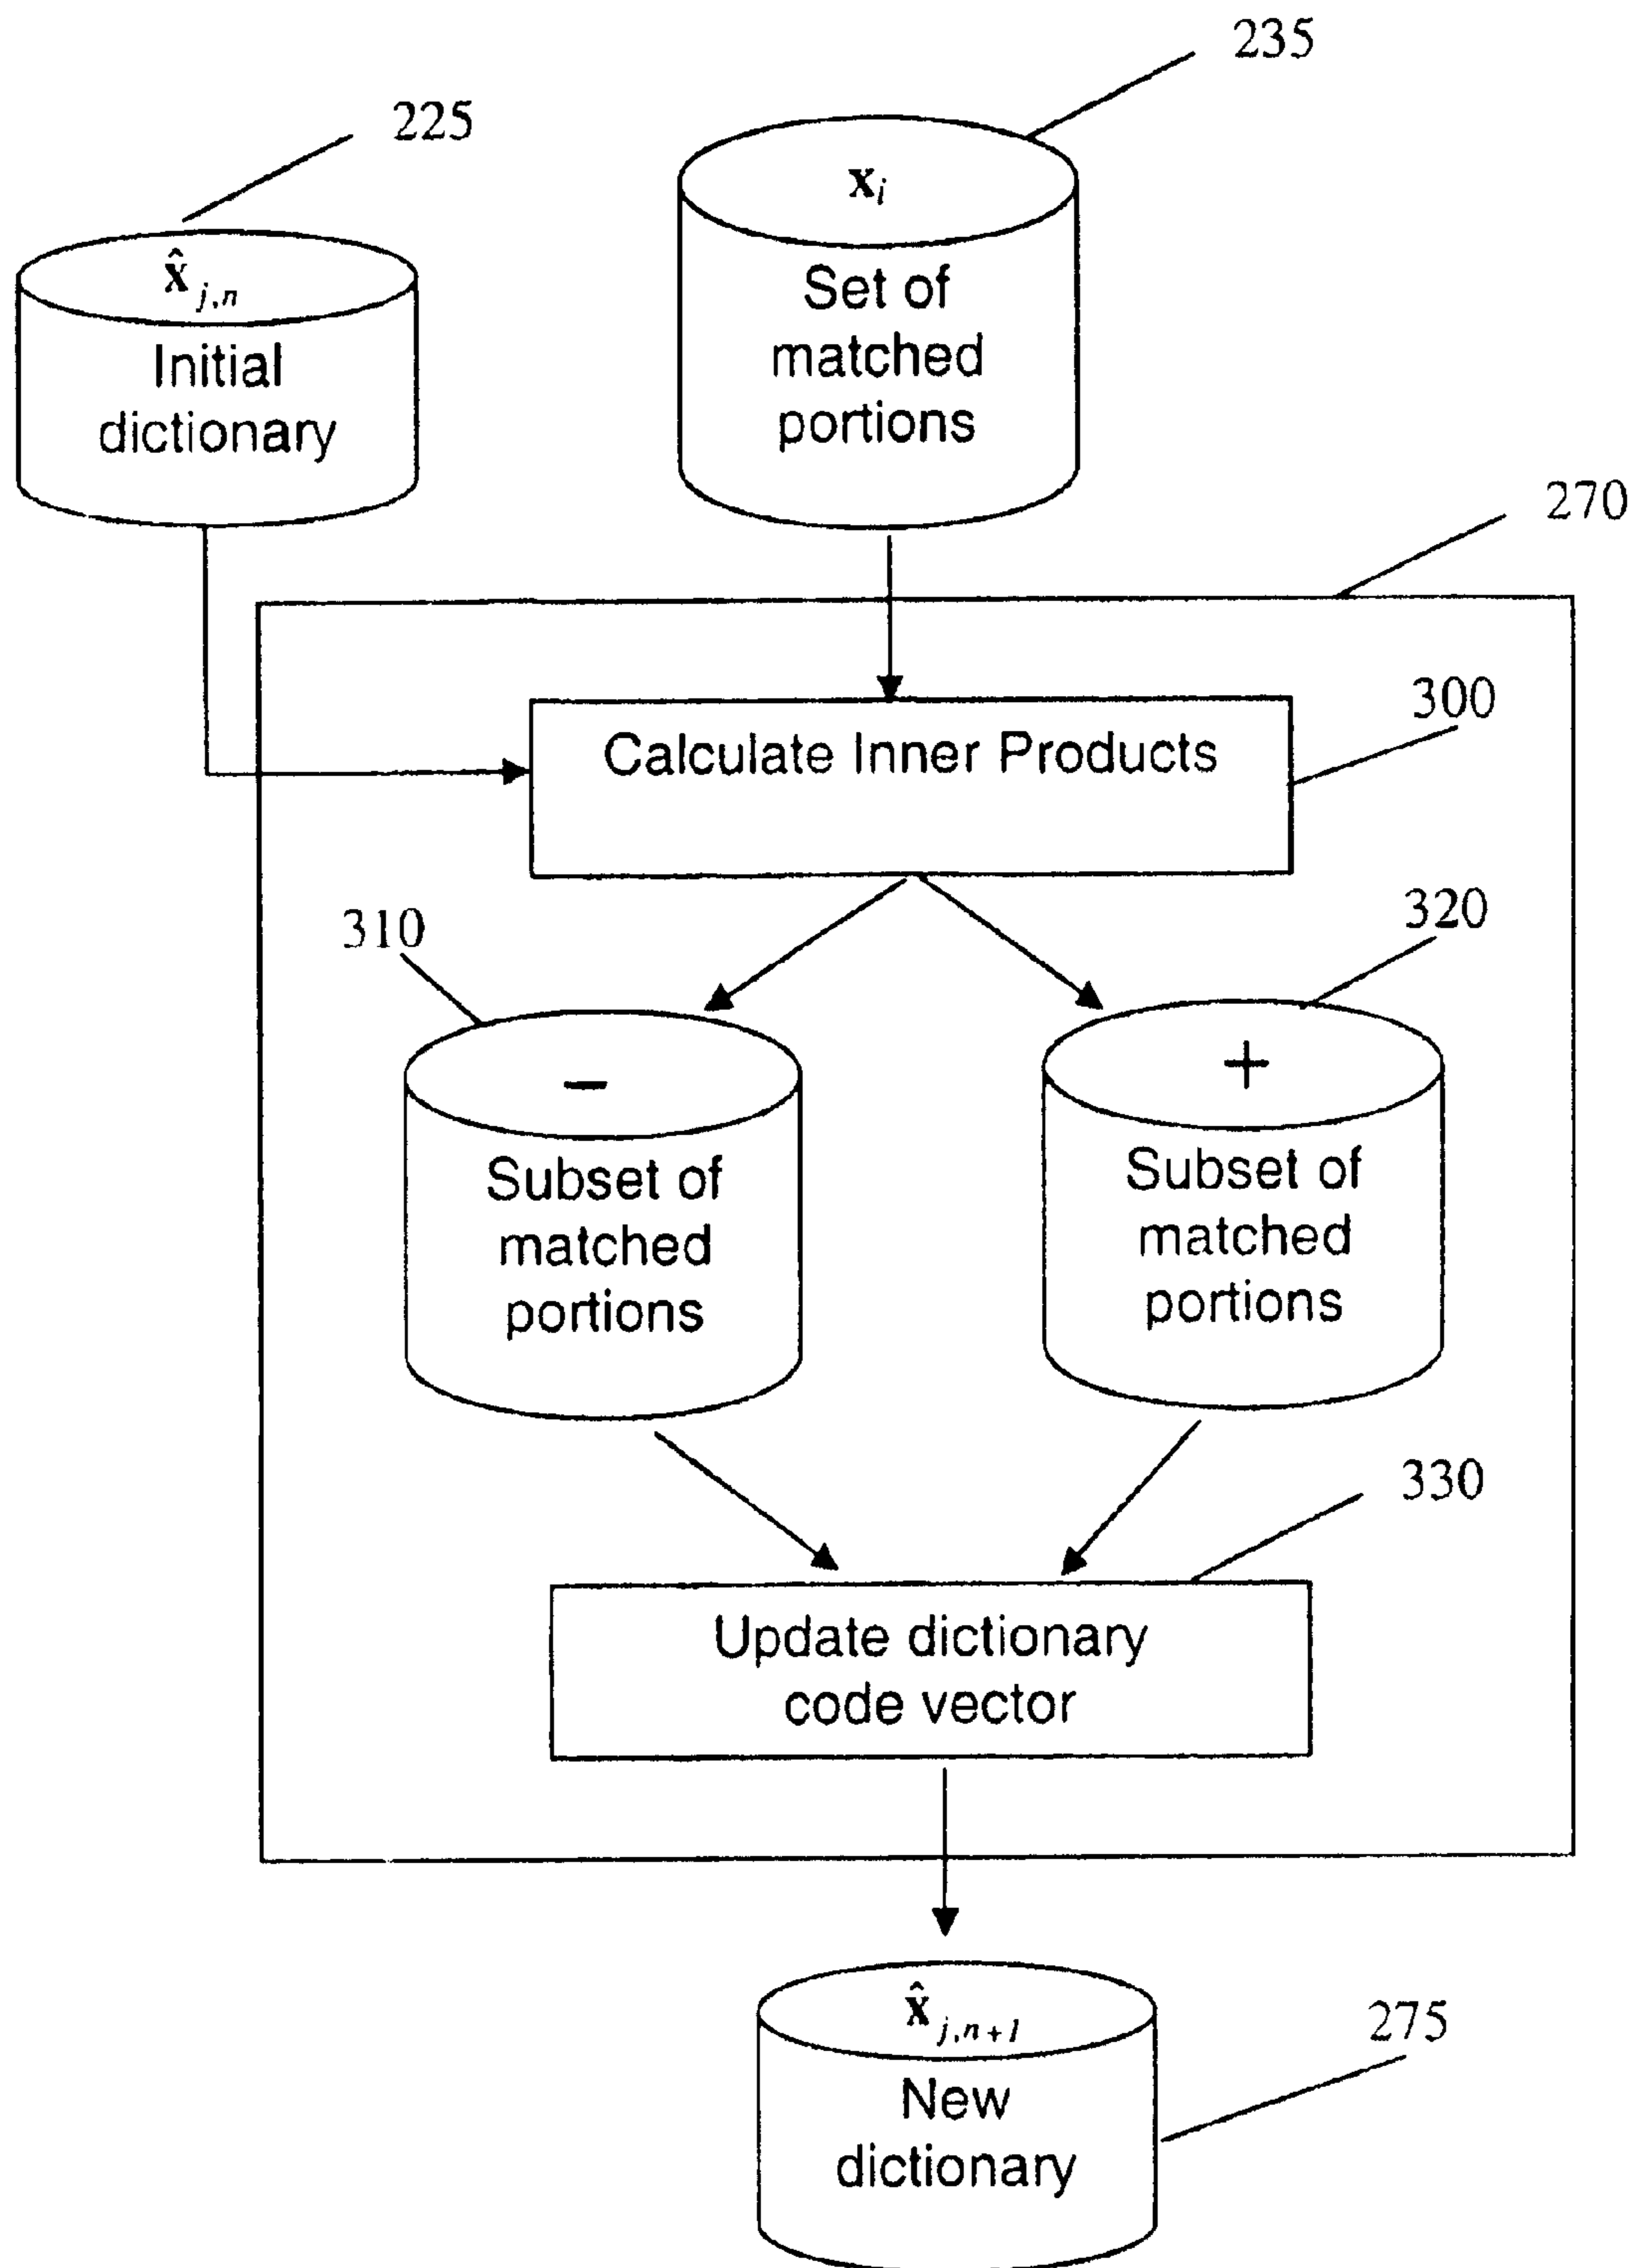 235
225
x̂ j,n
Initial
dictionary
xi
Set of
matched
portions
270
300
Calculate Inner Products
310
320
−
Subset of
matched
portions
+
Subset of
matched
portions
330
Update dictionary
code vector
x̂ j,n+1
New
dictionary
275